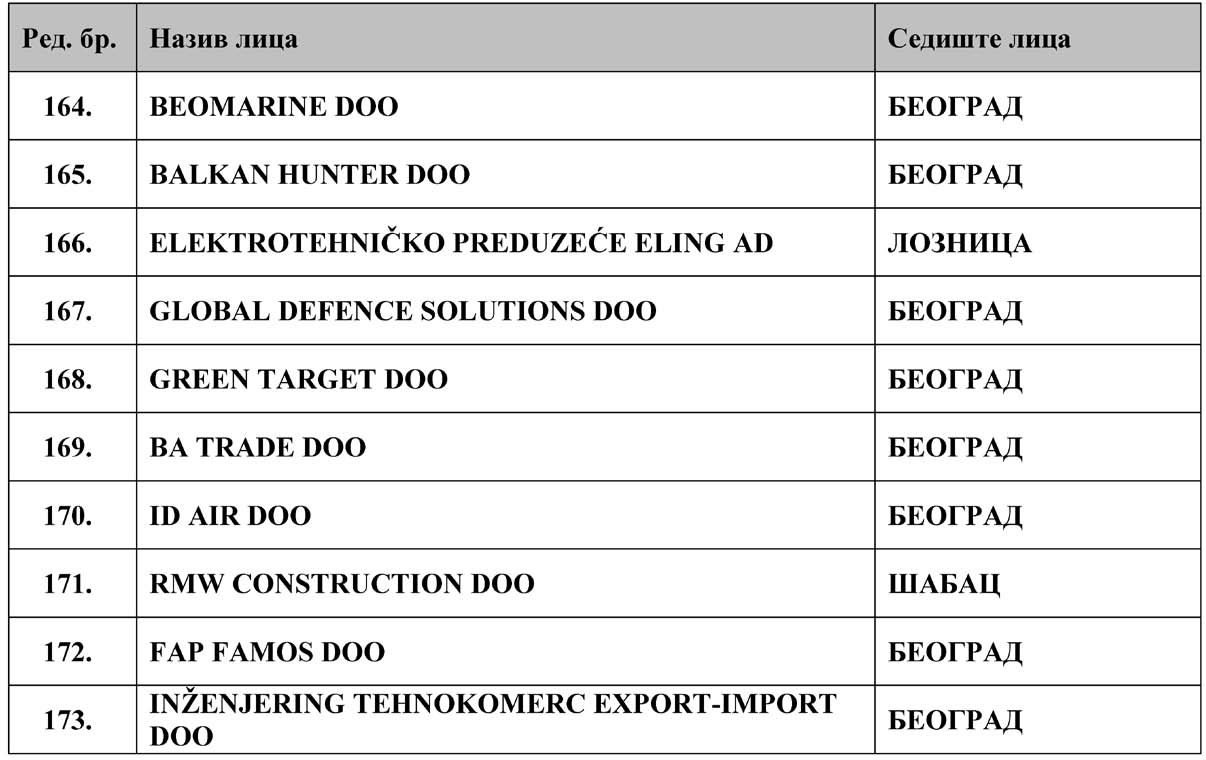 Ред. бр. Назив лица Седиште лица
164. BEOMARINE DOO БЕОГРАД
165. BALKAN HUNTER DOO БЕОГРАД
166. ELEKTROTEHNIČKO PREDUZEĆE ELING AD ЛОЗНИЦА
167. GLOBAL DEFENCE SOLUTIONS DOO БЕОГРАД
168. GREEN TARGET DOO БЕОГРАД
169. BA TRADE DOO БЕОГРАД
170. ID AIR DOO БЕОГРАД
171. RMW CONSTRUCTION DOO ШАБАЦ
172. FAP FAMOS DOO БЕОГРАД
173. INŽENJERING TEHNOKOMERC EXPORT-IMPORT
DOO БЕОГРАД